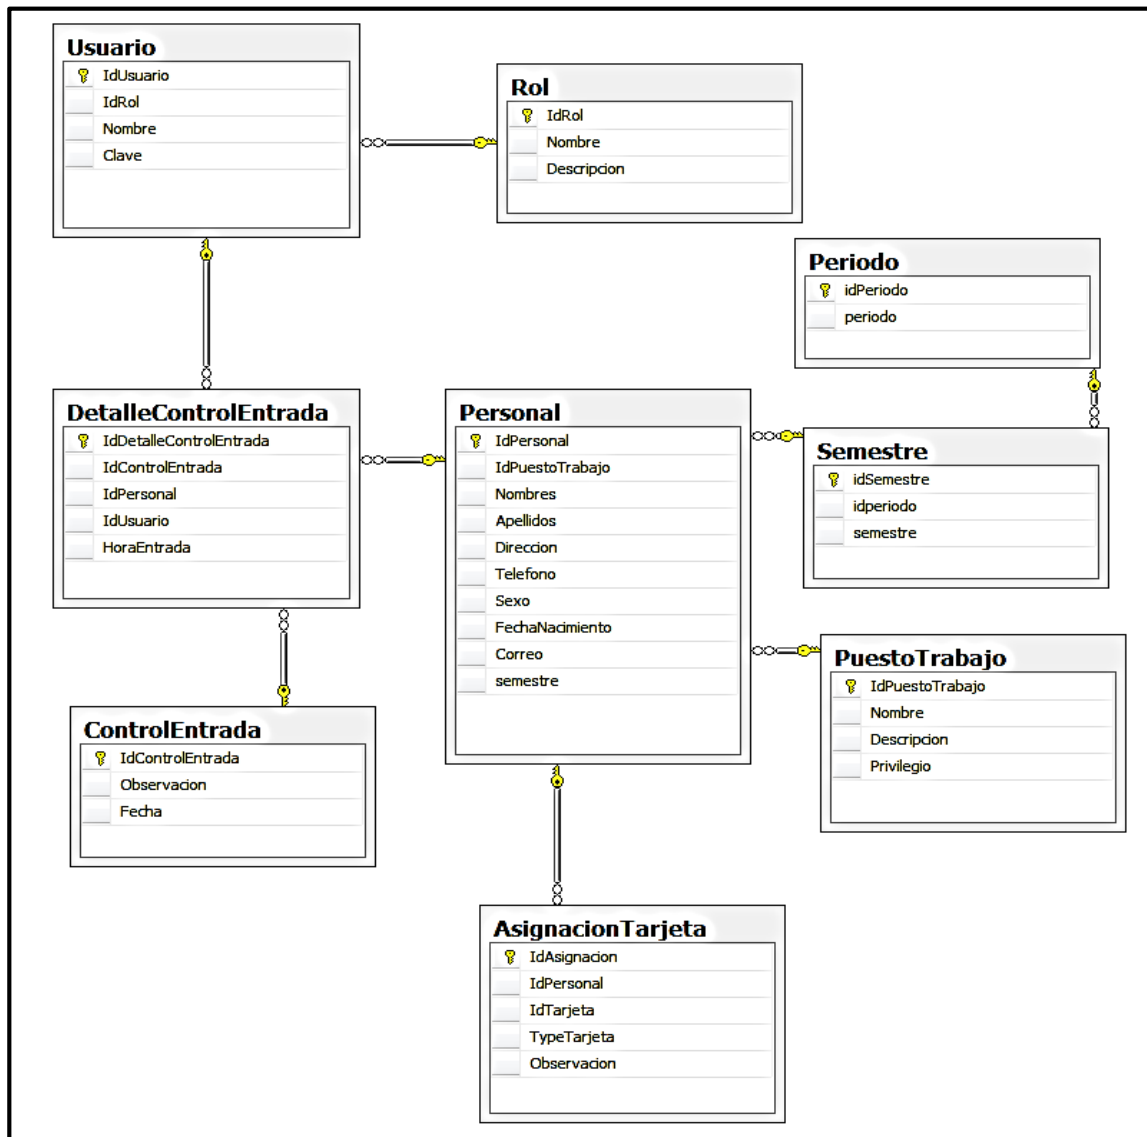 Usuario
IdUsuario
IdRol
Nombre
Clave
Rol
IdRol
Nombre
Descripcion
Periodo
idPeriodo
periodo
DetalleControlEntrada
IdDetalleControlEntrada
IdControlEntrada
IdPersonal
IdUsuario
HoraEntrada
Personal
IdPersonal
IdPuestoTrabajo
Nombres
Apellidos
Direccion
Telefono
Sexo
FechaNacimiento
Correo
semestre
Semestre
idSemestre
idperiodo
semestre
PuestoTrabajo
IdPuestoTrabajo
Nombre
Descripcion
Privilegio
ControlEntrada
IdControlEntrada
Observacion
Fecha
AsignacionTarjeta
IdAsignacion
IdPersonal
IdTarjeta
TypeTarjeta
Observacion